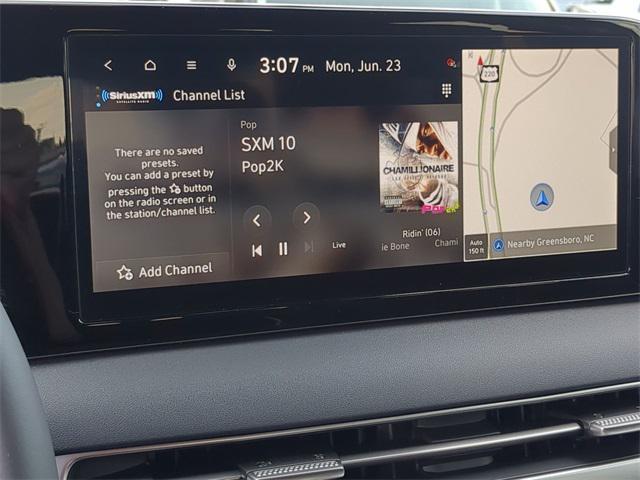 3:07 PM Mon, Jun. 23
((SiriusXM))
SATELLITE RADIO
Channel List
There are no saved
presets.
You can add a preset by
pressing the button
on the radio screen or in
the station/channel list.
Add Channel
Pop
SXM 10
Pop2K
Live
CHAMILLIONAIRE
Ridin' (06)
ie Bone Chami
220
Auto
150 ft
Nearby Greensboro, NC